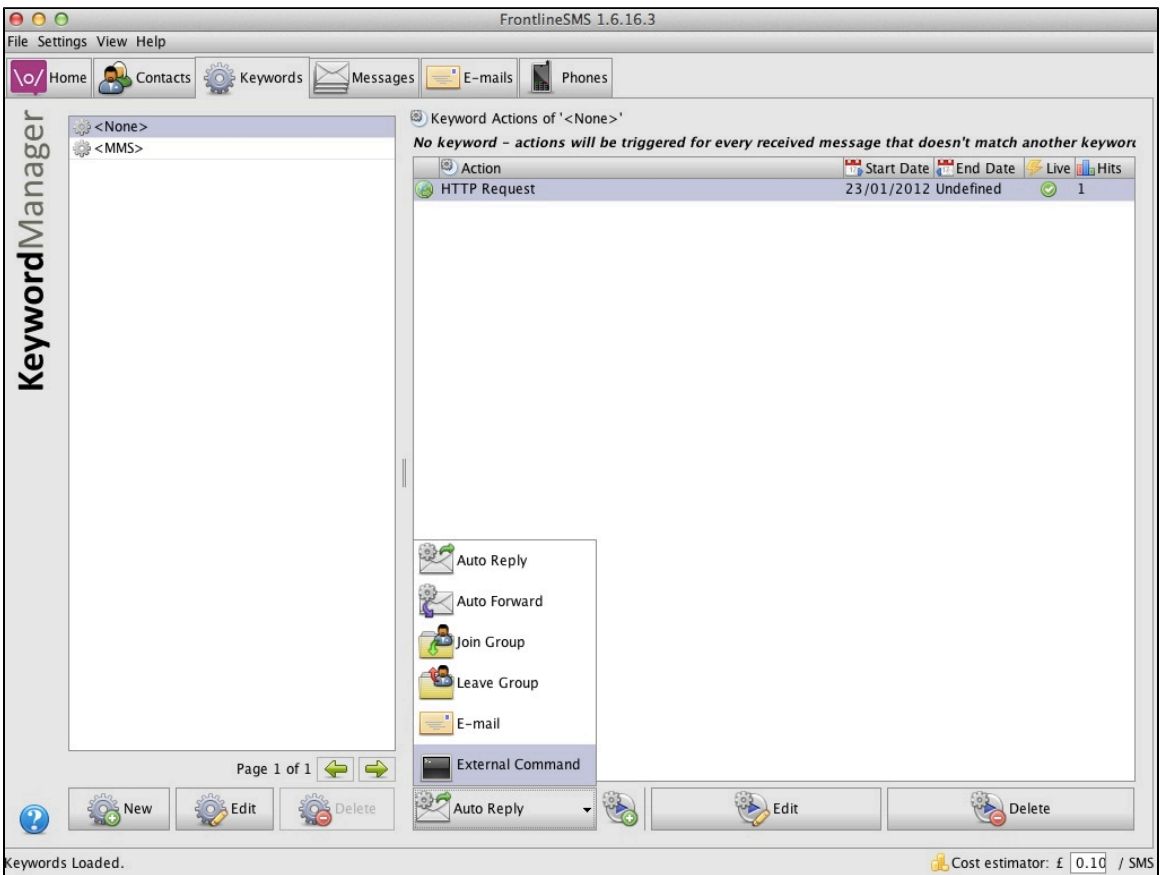 FrontlineSMS 1.6.16.3
File Settings View Help
\o/ Home Contacts Keywords Messages E-mails Phones
KeywordManager
<None>
<MMS>
Page 1 of 1
New Edit Delete
Keyword Actions of '<None>'
No keyword – actions will be triggered for every received message that doesn't match another keyword
Action Start Date End Date Live Hits
HTTP Request 23/01/2012 Undefined 1
Auto Reply
Auto Forward
Join Group
Leave Group
E-mail
External Command
Auto Reply Edit Delete
Keywords Loaded. Cost estimator: £ 0.10 / SMS